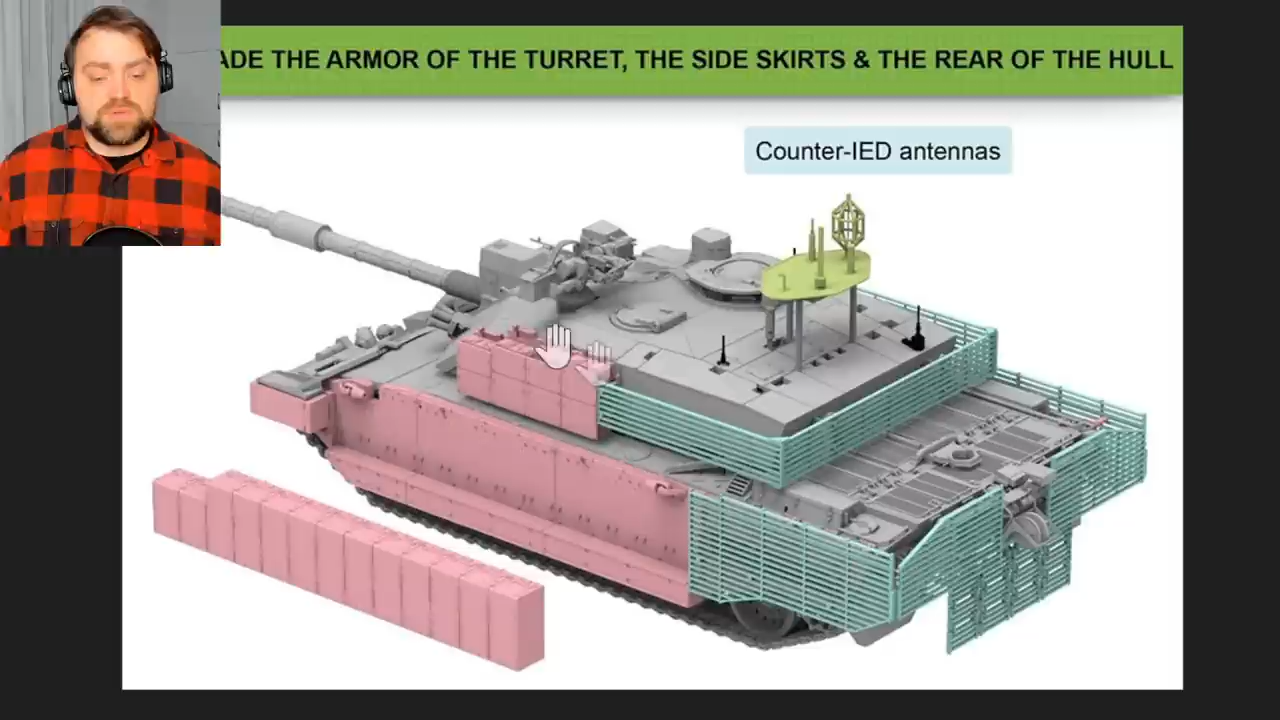 ADE THE ARMOR OF THE TURRET, THE SIDE SKIRTS & THE REAR OF THE HULL
Counter-IED antennas